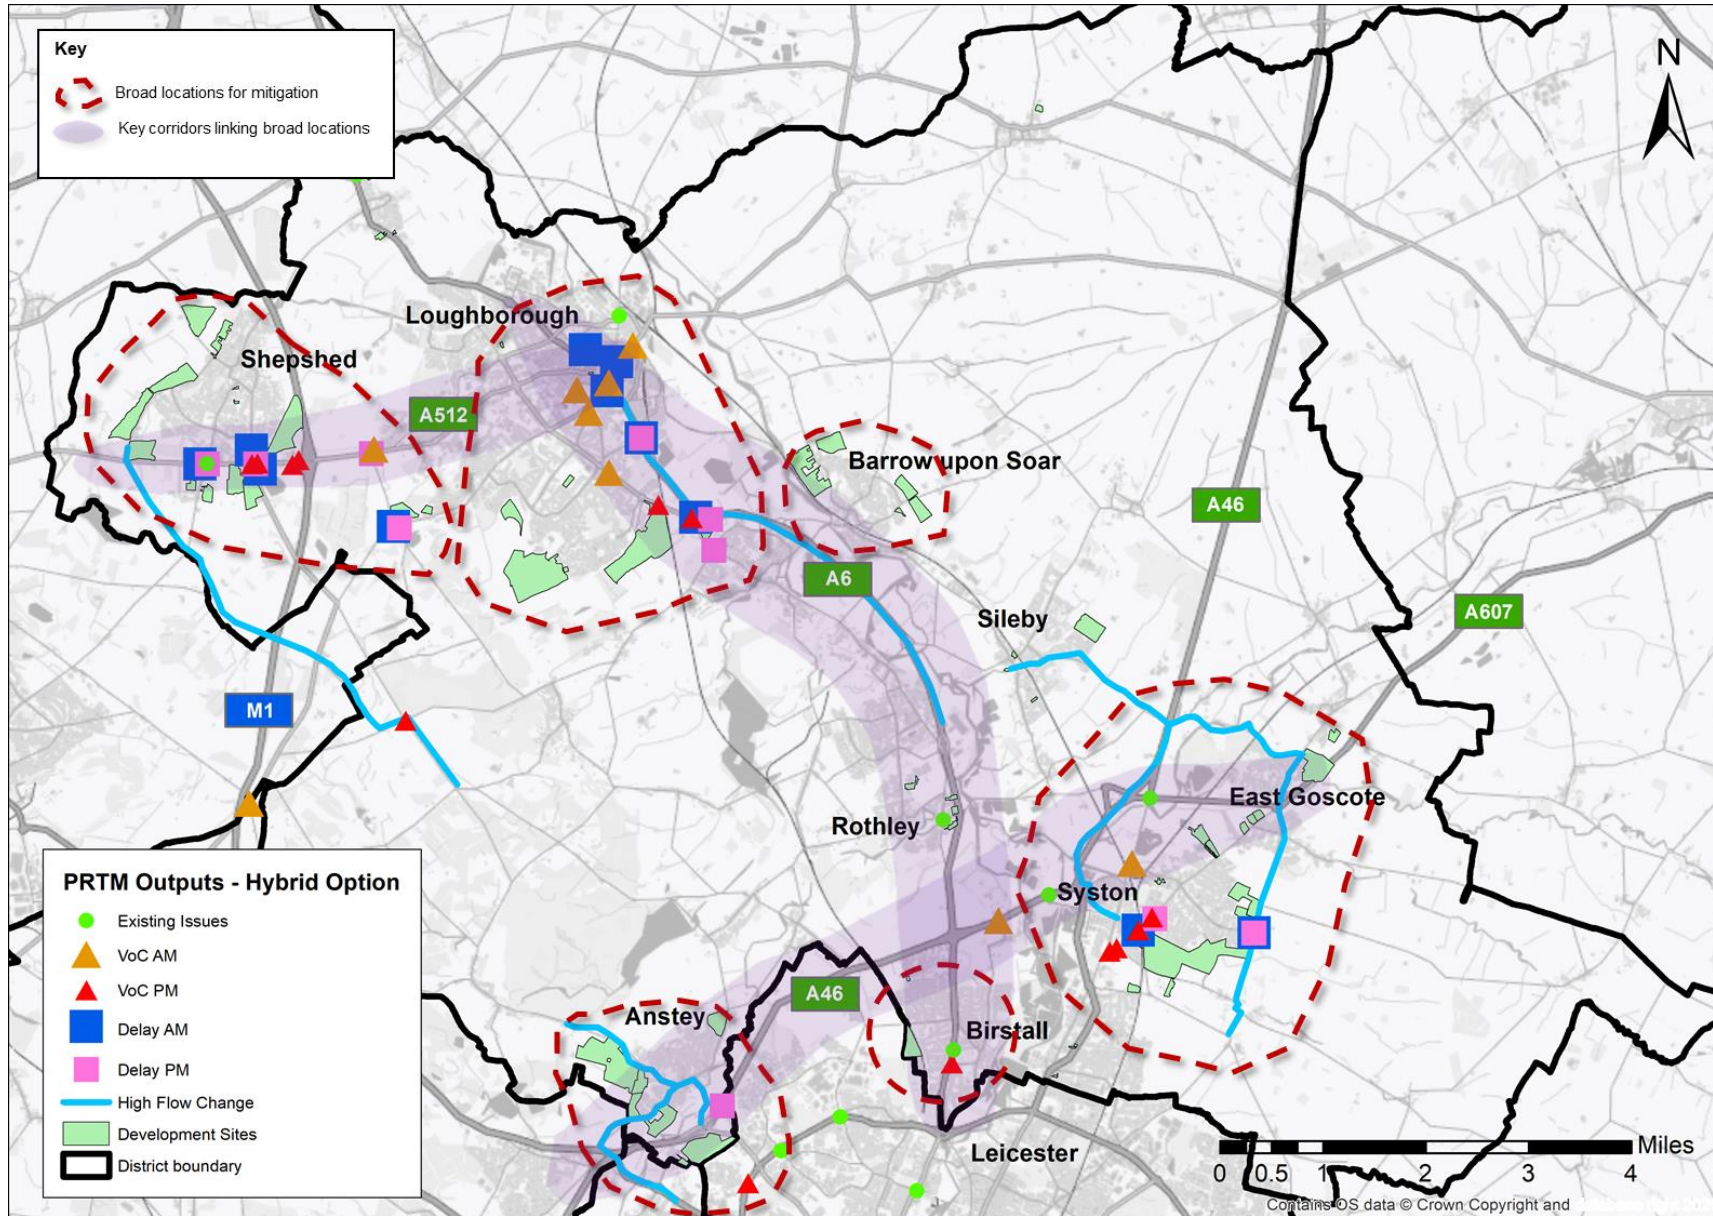 Key
Broad locations for mitigation
Key corridors linking broad locations
N
Loughborough
Shepshed
A512
Barrow upon Soar
A46
A6
A607
Sileby
M1
East Goscote
Rothley
Syston
A46
Anstey
Birstall
Leicester
PRTM Outputs - Hybrid Option
Existing Issues
VoC AM
VoC PM
Delay AM
Delay PM
High Flow Change
Development Sites
District boundary
Miles
0 0.5 1 2 3 4
Contains OS data © Crown Copyright and